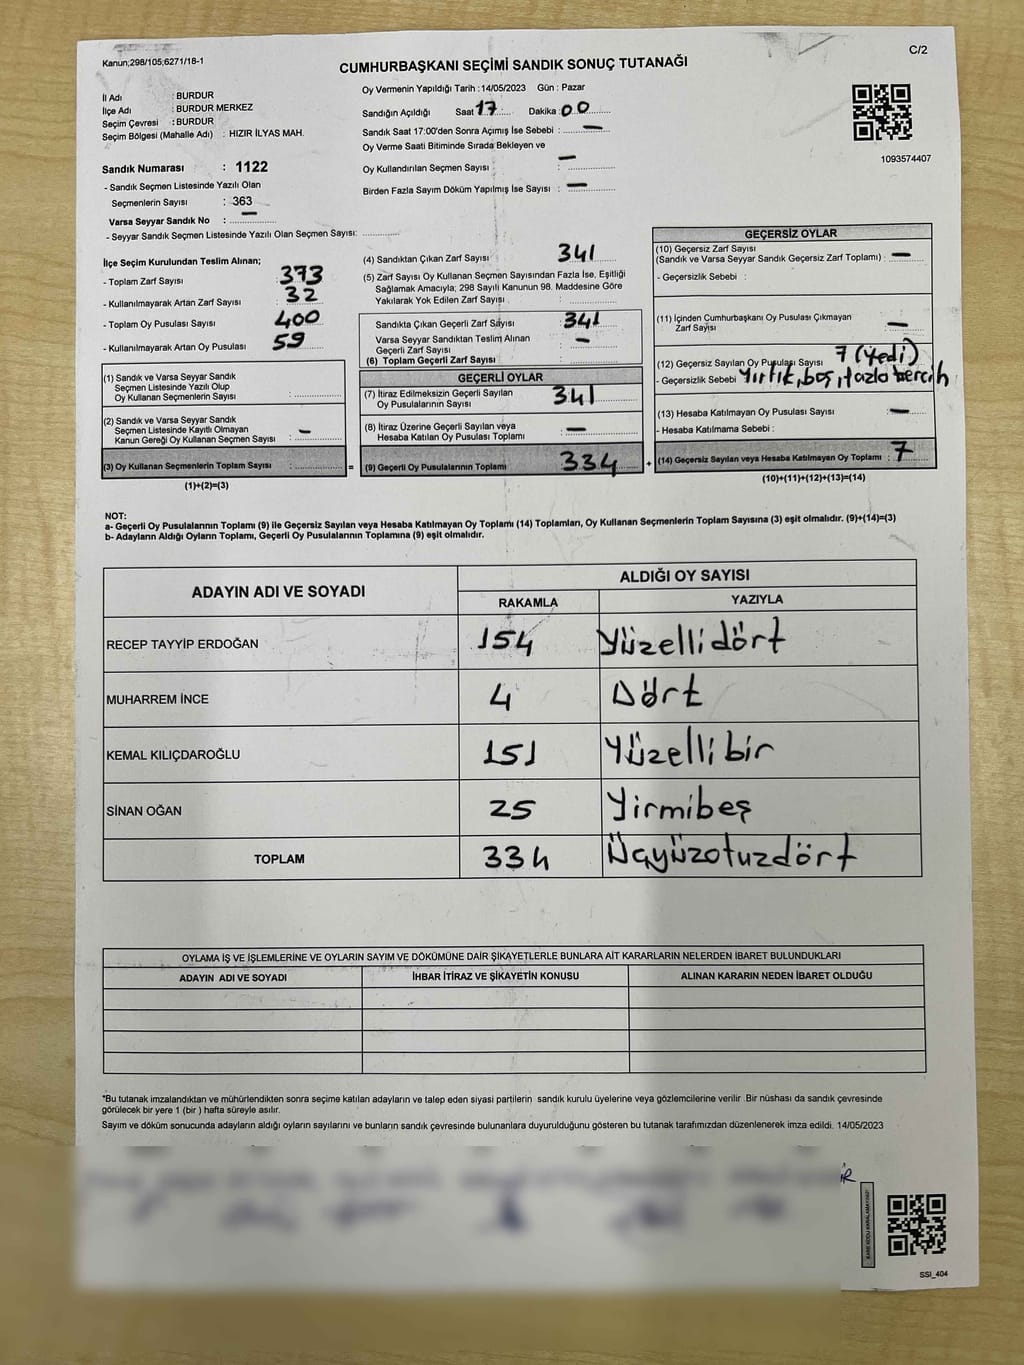 Kanun;298/105;6271/18-1
C/2
CUMHURBAŞKANI SEÇİMİ SANDIK SONUÇ TUTANAĞI
İl Adı : BURDUR
İlçe Adı : BURDUR MERKEZ
Seçim Çevresi : BURDUR
Seçim Bölgesi (Mahalle Adı) : HIZIR İLYAS MAH.
Oy Vermenin Yapıldığı Tarih :14/05/2023 Gün : Pazar
Sandığın Açıldığı Saat 17 Dakika :00
Sandık Saat 17:00'den Sonra Açımış İse Sebebi : —
Oy Verme Saati Bitiminde Sırada Bekleyen ve
Oy Kullandırılan Seçmen Sayısı : —
Birden Fazla Sayım Döküm Yapılmış İse Sayısı : —
1093574407
Sandık Numarası : 1122
- Sandık Seçmen Listesinde Yazılı Olan
Seçmenlerin Sayısı : 363
Varsa Seyyar Sandık No : —
- Seyyar Sandık Seçmen Listesinde Yazılı Olan Seçmen Sayısı:
İlçe Seçim Kurulundan Teslim Alınan;
- Toplam Zarf Sayısı : 373
- Kullanılmayarak Artan Zarf Sayısı : 32
- Toplam Oy Pusulası Sayısı : 400
- Kullanılmayarak Artan Oy Pusulası : 59
(1) Sandık ve Varsa Seyyar Sandık
Seçmen Listesinde Yazılı Olup
Oy Kullanan Seçmenlerin Sayısı :
(2) Sandık ve Varsa Seyyar Sandık
Seçmen Listesinde Kayıtlı Olmayan
Kanun Gereği Oy Kullanan Seçmen Sayısı : —
(3) Oy Kullanan Seçmenlerin Toplam Sayısı : =
(1)+(2)=(3)
(4) Sandıktan Çıkan Zarf Sayısı : 341
(5) Zarf Sayısı Oy Kullanan Seçmen Sayısından Fazla İse, Eşitliği
Sağlamak Amacıyla; 298 Sayılı Kanunun 98. Maddesine Göre
Yakılarak Yok Edilen Zarf Sayısı :
Sandıkta Çıkan Geçerli Zarf Sayısı : 341
Varsa Seyyar Sandıktan Teslim Alınan
Geçerli Zarf Sayısı : —
(6) Toplam Geçerli Zarf Sayısı :
GEÇERLİ OYLAR
(7) İtiraz Edilmeksizin Geçerli Sayılan
Oy Pusulalarının Sayısı : 341
(8) İtiraz Üzerine Geçerli Sayılan veya
Hesaba Katılan Oy Pusulası Toplamı : —
(9) Geçerli Oy Pusulalarının Toplamı : 334 +
GEÇERSİZ OYLAR
(10) Geçersiz Zarf Sayısı
(Sandık ve Varsa Seyyar Sandık Geçersiz Zarf Toplamı) : —
- Geçersizlik Sebebi :
(11) İçinden Cumhurbaşkanı Oy Pusulası Çıkmayan
Zarf Sayısı : —
(12) Geçersiz Sayılan Oy Pusulası Sayısı : 7 (yedi)
- Geçersizlik Sebebi : Yırtık, boş, fazla tercih
(13) Hesaba Katılmayan Oy Pusulası Sayısı : —
- Hesaba Katılmama Sebebi :
(14) Geçersiz Sayılan veya Hesaba Katılmayan Oy Toplamı : 7
(10)+(11)+(12)+(13)=(14)
NOT:
a- Geçerli Oy Pusulalarının Toplamı (9) ile Geçersiz Sayılan veya Hesaba Katılmayan Oy Toplamı (14) Toplamları, Oy Kullanan Seçmenlerin Toplam Sayısına (3) eşit olmalıdır. (9)+(14)=(3)
b- Adayların Aldığı Oyların Toplamı, Geçerli Oy Pusulalarının Toplamına (9) eşit olmalıdır.
ADAYIN ADI VE SOYADI
ALDIĞI OY SAYISI
RAKAMLA YAZIYLA
RECEP TAYYİP ERDOĞAN 154 Yüzellidört
MUHARREM İNCE 4 Dört
KEMAL KILIÇDAROĞLU 151 Yüzellibir
SİNAN OĞAN 25 Yirmibeş
TOPLAM 334 Üçyüzotuzdört
OYLAMA İŞ VE İŞLEMLERİNE VE OYLARIN SAYIM VE DÖKÜMÜNE DAİR ŞİKAYETLERLE BUNLARA AİT KARARLARIN NELERDEN İBARET BULUNDUKLARI
ADAYIN ADI VE SOYADI İHBAR İTİRAZ VE ŞİKAYETİN KONUSU ALINAN KARARIN NEDEN İBARET OLDUĞU
*Bu tutanak imzalandıktan ve mühürlendikten sonra seçime katılan adayların ve talep eden siyasi partilerin sandık kurulu üyelerine veya gözlemcilerine verilir .Bir nüshası da sandık çevresinde
görülecek bir yere 1 (bir ) hafta süreyle asılır.
Sayım ve döküm sonucunda adayların aldığı oyların sayılarını ve bunların sandık çevresinde bulunanlara duyurulduğunu gösteren bu tutanak tarafımızdan düzenlenerek imza edildi. 14/05/2023
İR
SSİ_404